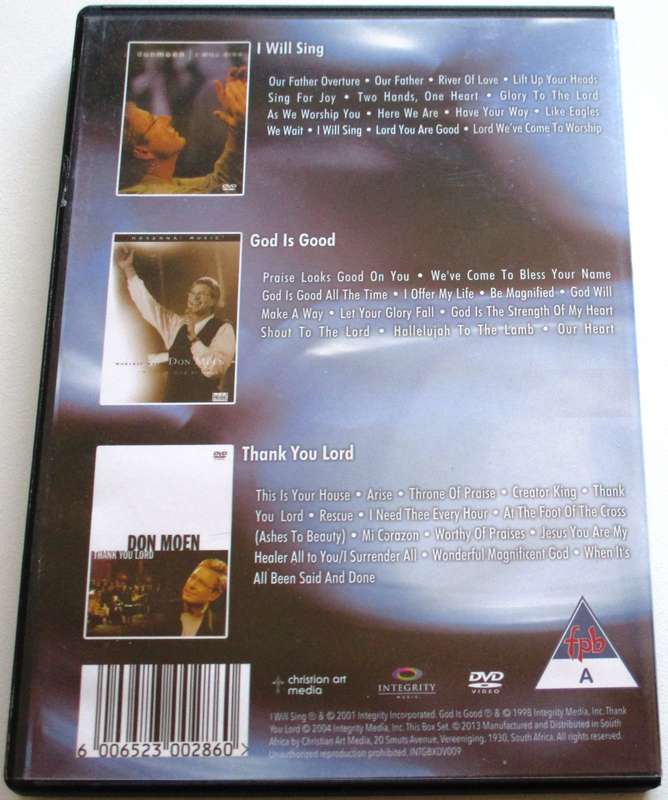 donmoen | I WILL SING
I Will Sing
Our Father Overture • Our Father • River Of Love • Lift Up Your Heads
Sing For Joy • Two Hands, One Heart • Glory To The Lord
As We Worship You • Here We Are • Have Your Way • Like Eagles
We Wait • I Will Sing • Lord You Are Good • Lord We've Come To Worship
DVD
HOSANNA! MUSIC
God Is Good
Praise Looks Good On You • We've Come To Bless Your Name
God Is Good All The Time • I Offer My Life • Be Magnified • God Will
Make A Way • Let Your Glory Fall • God Is The Strength Of My Heart
Shout To The Lord • Hallelujah To The Lamb • Our Heart
DON MOEN
Thank You Lord
DVD
This Is Your House • Arise • Throne Of Praise • Creator King • Thank
You Lord • Rescue • I Need Thee Every Hour • At The Foot Of The Cross
(Ashes To Beauty) • Mi Corazon • Worthy Of Praises • Jesus You Are My
Healer All to You/I Surrender All • Wonderful Magnificent God • When It's
All Been Said And Done
DON MOEN
THANK YOU LORD
fpb
A
christian art
media
INTEGRITY
MUSIC
DVD
VIDEO
I Will Sing ℗ & © 2001 Integrity Incorporated. God Is Good ℗ & © 1998 Integrity Media, Inc. Thank
You Lord © 2004 Integrity Media, Inc. This Box Set. © 2013 Manufactured and Distributed in South
Africa by Christian Art Media, 20 Smuts Avenue, Vereeniging, 1930, South Africa. All rights reserved.
Unauthorized reproduction prohibited. INTGBXDV009
6 006523 002860 >